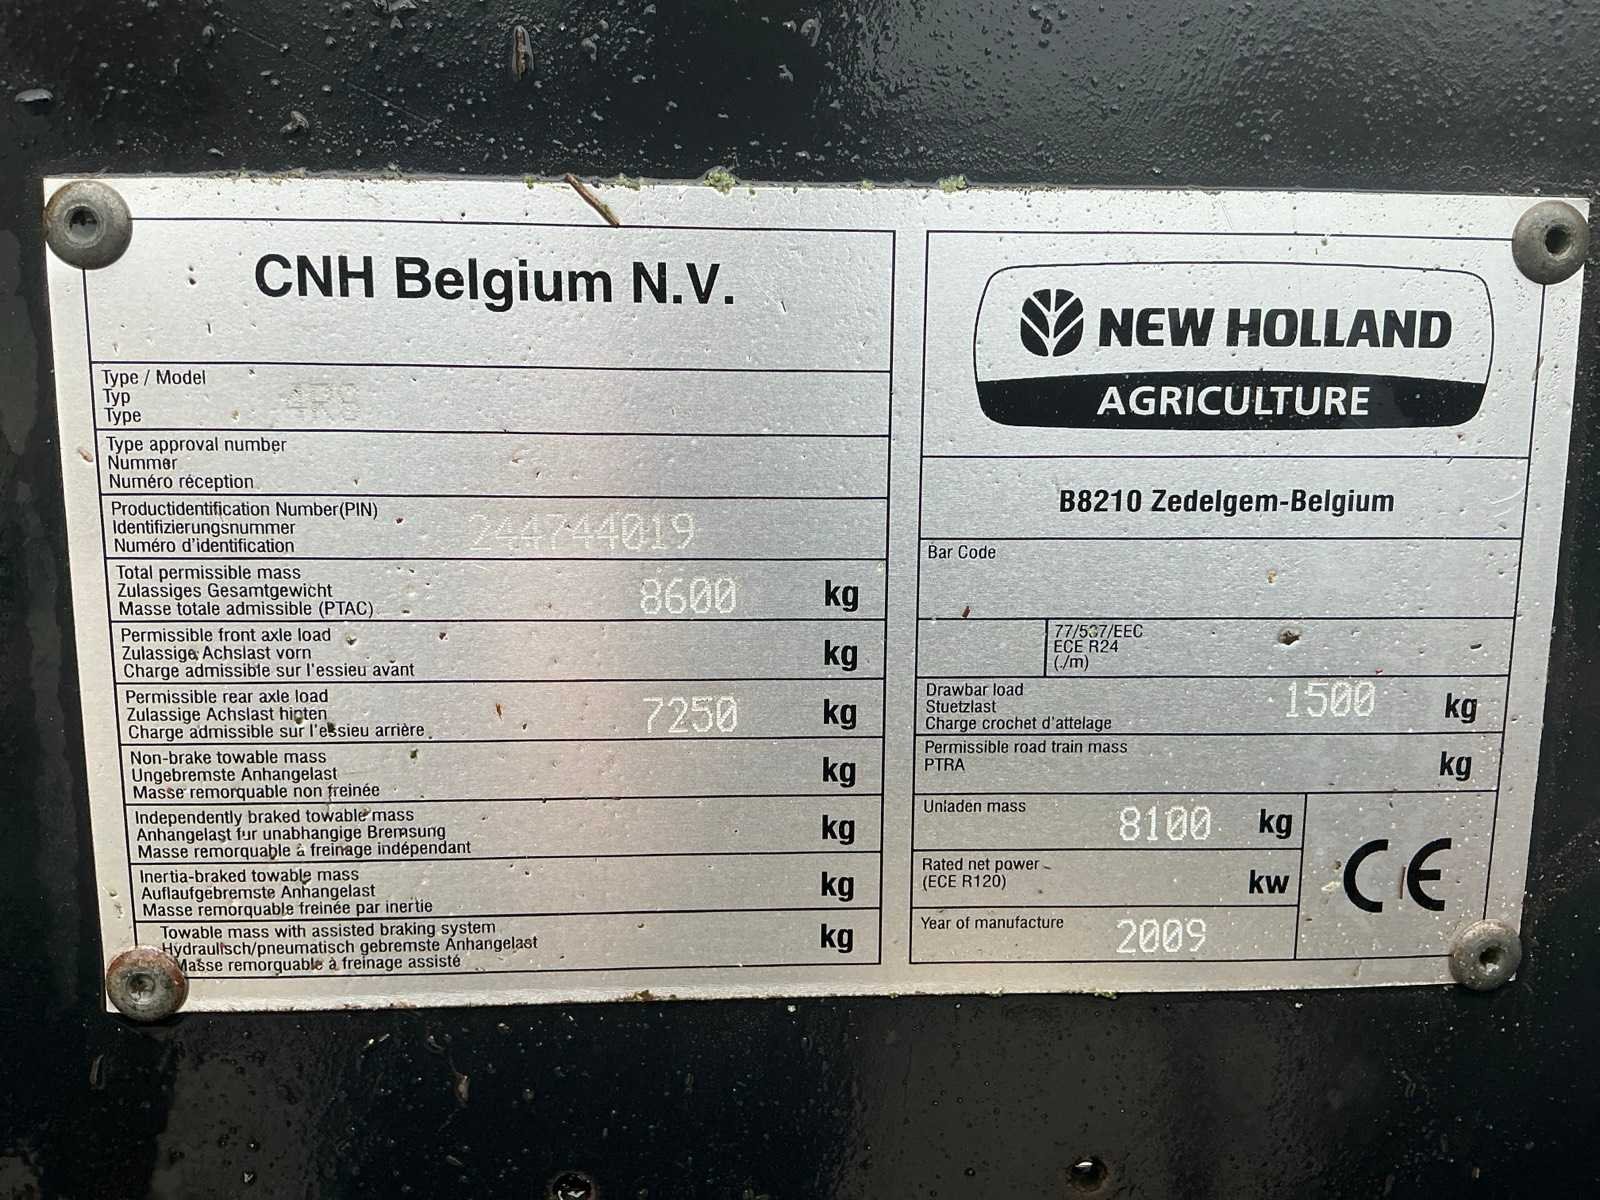 CNH Belgium N.V.
Type / Model
Typ
Type
Type approval number
Nummer
Numéro réception
Productidentification Number(PIN)
Identifizierungsnummer
Numéro d'identification
244744019
Total permissible mass
Zulassiges Gesamtgewicht
Masse totale admissible (PTAC)
8600 kg
Permissible front axle load
Zulassige Achslast vorn
Charge admissible sur l'essieu avant
kg
Permissible rear axle load
Zulassige Achslast hinten
Charge admissible sur l'essieu arrière
7250 kg
Non-brake towable mass
Ungebremste Anhangelast
Masse remorquable non freinée
kg
Independently braked towable mass
Anhangelast fur unabhangige Bremsung
Masse remorquable à freinage indépendant
kg
Inertia-braked towable mass
Auflaufgebremste Anhangelast
Masse remorquable freinée par inertie
kg
Towable mass with assisted braking system
Hydraulisch/pneumatisch gebremste Anhangelast
Masse remorquable à freinage assisté
kg
NEW HOLLAND
AGRICULTURE
B8210 Zedelgem-Belgium
Bar Code
77/537/EEC
ECE R24
(./m)
Drawbar load
Stuetzlast
Charge crochet d'attelage
1500 kg
Permissible road train mass
PTRA
kg
Unladen mass
8100 kg
Rated net power
(ECE R120)
kw
Year of manufacture
2009
CE